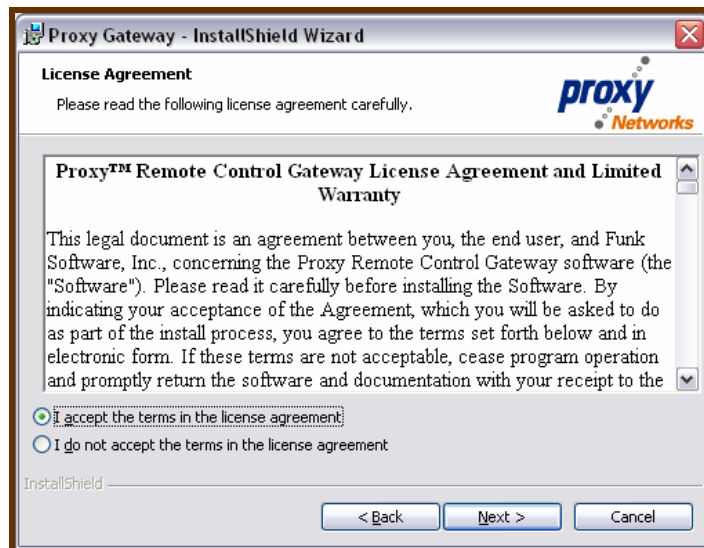 Proxy Gateway - InstallShield Wizard
License Agreement
Please read the following license agreement carefully.
proxy
Networks
Proxy™ Remote Control Gateway License Agreement and Limited
Warranty
This legal document is an agreement between you, the end user, and Funk
Software, Inc., concerning the Proxy Remote Control Gateway software (the
"Software"). Please read it carefully before installing the Software. By
indicating your acceptance of the Agreement, which you will be asked to do
as part of the install process, you agree to the terms set forth below and in
electronic form. If these terms are not acceptable, cease program operation
and promptly return the software and documentation with your receipt to the
I accept the terms in the license agreement
I do not accept the terms in the license agreement
InstallShield
< Back
Next >
Cancel